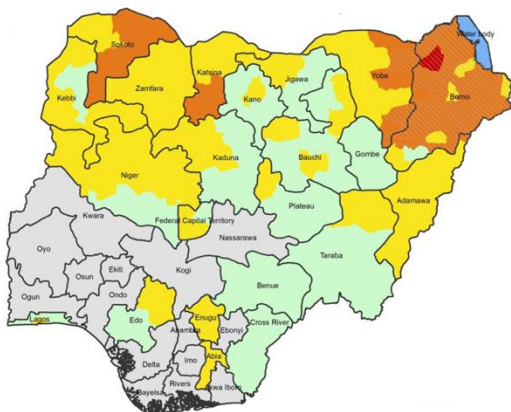 Water body
Sokoto
Katsina
Jigawa
Yobe
Borno
Kebbi
Zamfara
Kano
Kaduna
Bauchi
Gombe
Niger
Adamawa
Plateau
Federal Capital Territory
Kwara
Nassarawa
Taraba
Oyo
Ekiti
Kogi
Osun
Benue
Ogun
Ondo
Lagos
Edo
Enugu
Anambra
Ebonyi
Cross River
Delta
Imo
Abia
Bayelsa
Rivers
Akwa Ibom